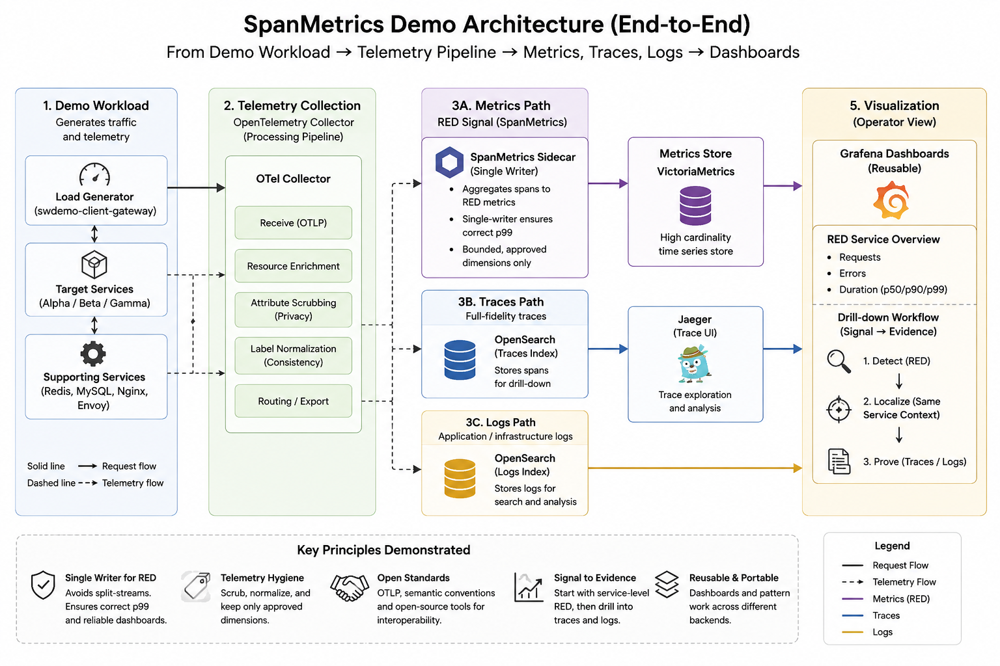 SpanMetrics Demo Architecture (End-to-End)
From Demo Workload → Telemetry Pipeline → Metrics, Traces, Logs → Dashboards
1. Demo Workload
Generates traffic
and telemetry
Load Generator
(swdemo-client-gateway)
Target Services
(Alpha / Beta / Gamma)
Supporting Services
(Redis, MySQL, Nginx,
Envoy)
Solid line → Request flow
Dashed line --→ Telemetry flow
2. Telemetry Collection
OpenTelemetry Collector
(Processing Pipeline)
OTel Collector
Receive (OTLP)
Resource Enrichment
Attribute Scrubbing
(Privacy)
Label Normalization
(Consistency)
Routing / Export
3A. Metrics Path
RED Signal (SpanMetrics)
SpanMetrics Sidecar
(Single Writer)
• Aggregates spans to
RED metrics
• Single-writer ensures
correct p99
• Bounded, approved
dimensions only
Metrics Store
VictoriaMetrics
High cardinality
time series store
3B. Traces Path
Full-fidelity traces
OpenSearch
(Traces Index)
Stores spans
for drill-down
Jaeger
(Trace UI)
Trace exploration
and analysis
3C. Logs Path
Application / infrastructure logs
OpenSearch
(Logs Index)
Stores logs for
search and analysis
5. Visualization
(Operator View)
Grafana Dashboards
(Reusable)
RED Service Overview
• Requests
• Errors
• Duration (p50/p90/p99)
Drill-down Workflow
(Signal → Evidence)
1. Detect (RED)
2. Localize (Same
Service Context)
3. Prove (Traces / Logs)
Key Principles Demonstrated
Single Writer for RED
Avoids split-streams.
Ensures correct p99
and reliable dashboards.
Telemetry Hygiene
Scrub, normalize, and
keep only approved
dimensions.
Open Standards
OTLP, semantic conventions
and open-source tools for
interoperability.
Signal to Evidence
Start with service-level
RED, then drill into
traces and logs.
Reusable & Portable
Dashboards and pattern
work across different
backends.
Legend
Request Flow
Telemetry Flow
Metrics (RED)
Traces
Logs